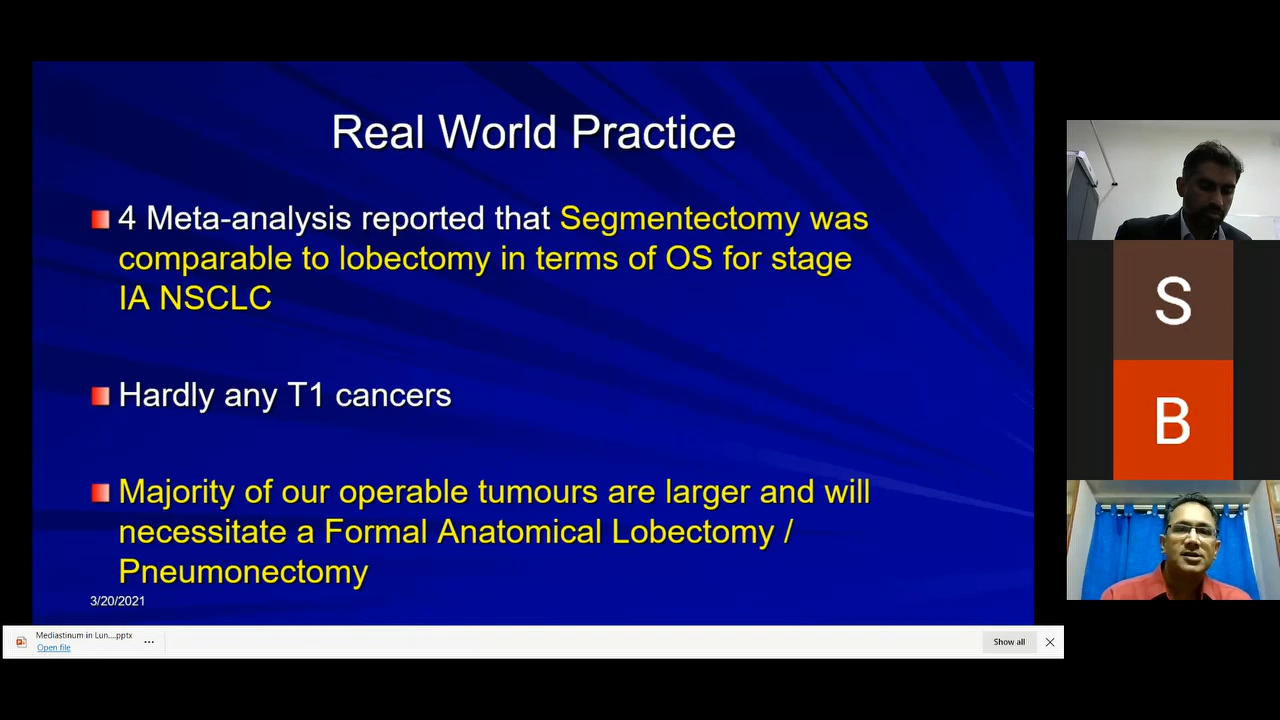 Real World Practice
4 Meta-analysis reported that Segmentectomy was
comparable to lobectomy in terms of OS for stage
IA NSCLC
Hardly any T1 cancers
Majority of our operable tumours are larger and will
necessitate a Formal Anatomical Lobectomy /
Pneumonectomy
3/20/2021
Mediastinum in Lun....pptx
Open file
Show all
S
B